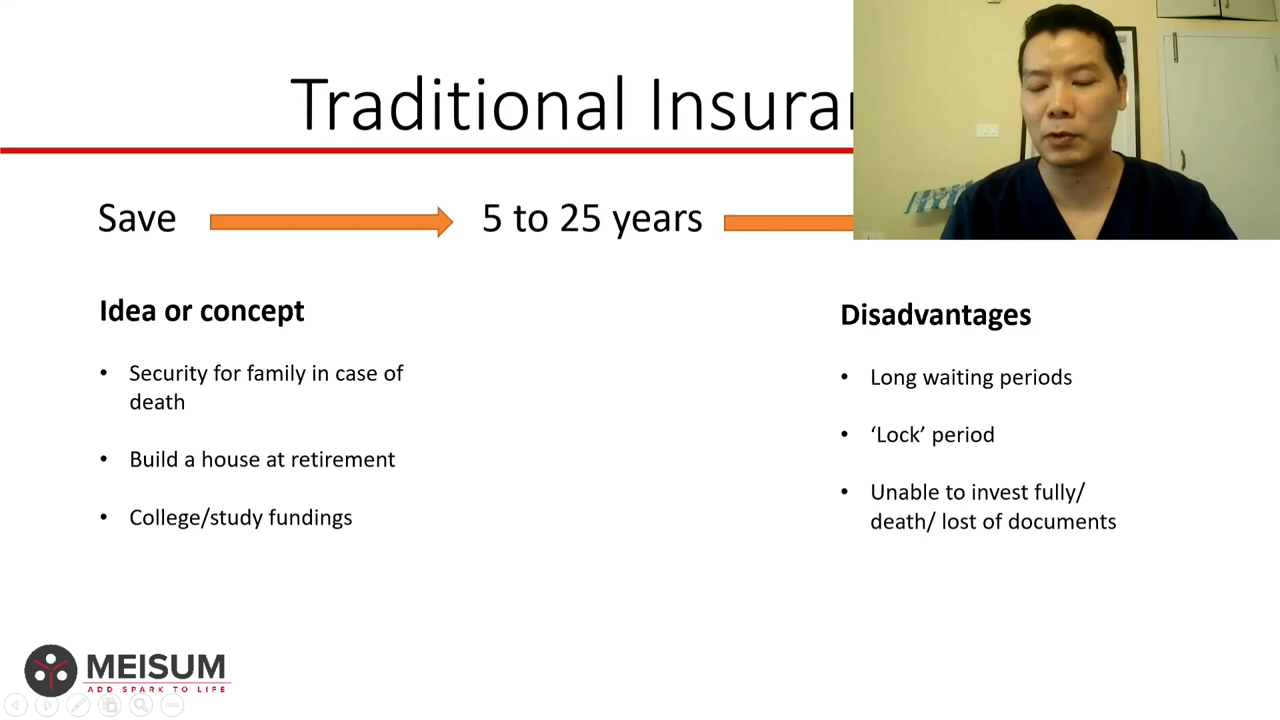 Traditional Insura
Save
5 to 25 years
Idea or concept
• Security for family in case of
death
• Build a house at retirement
• College/study fundings
Disadvantages
• Long waiting periods
• ‘Lock’ period
• Unable to invest fully/
death/ lost of documents
MEISUM
ADD SPARK TO LIFE